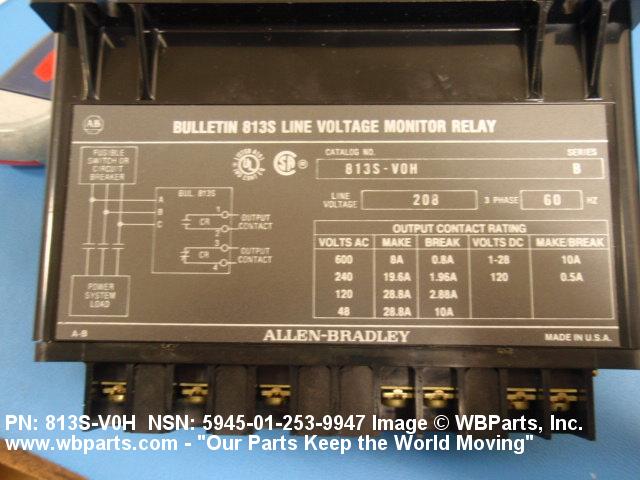 A-B
BULLETIN 813S LINE VOLTAGE MONITOR RELAY
FUSIBLE
SWITCH OR
CIRCUIT
BREAKER
CATALOG NO.
SERIES
813S-V0H
B
LINE
VOLTAGE
208
3 PHASE
60
HZ
BUL. 813S
A
B
C
CR
1
2
OUTPUT
CONTACT
CR
3
4
OUTPUT
CONTACT
POWER
SYSTEM
LOAD
OUTPUT CONTACT RATING
VOLTS AC MAKE BREAK VOLTS DC MAKE/BREAK
600 8A 0.8A 1-28 10A
240 19.6A 1.96A 120 0.5A
120 28.8A 2.88A
48 28.8A 10A
A-B
ALLEN-BRADLEY
MADE IN U.S.A.
PN: 813S-V0H NSN: 5945-01-253-9947 Image © WBParts, Inc.
www.wbparts.com - "Our Parts Keep the World Moving"